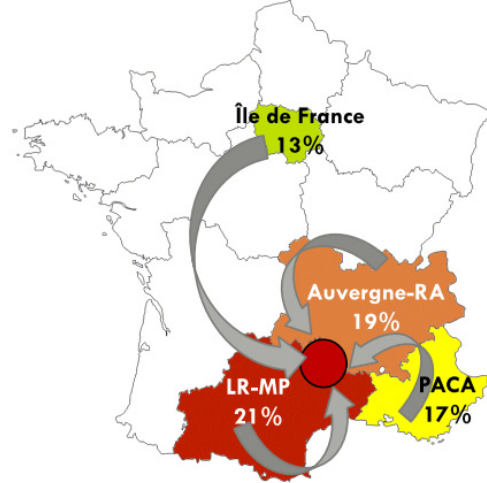 Île de France
13%
Auvergne-RA
19%
LR-MP
21%
PACA
17%